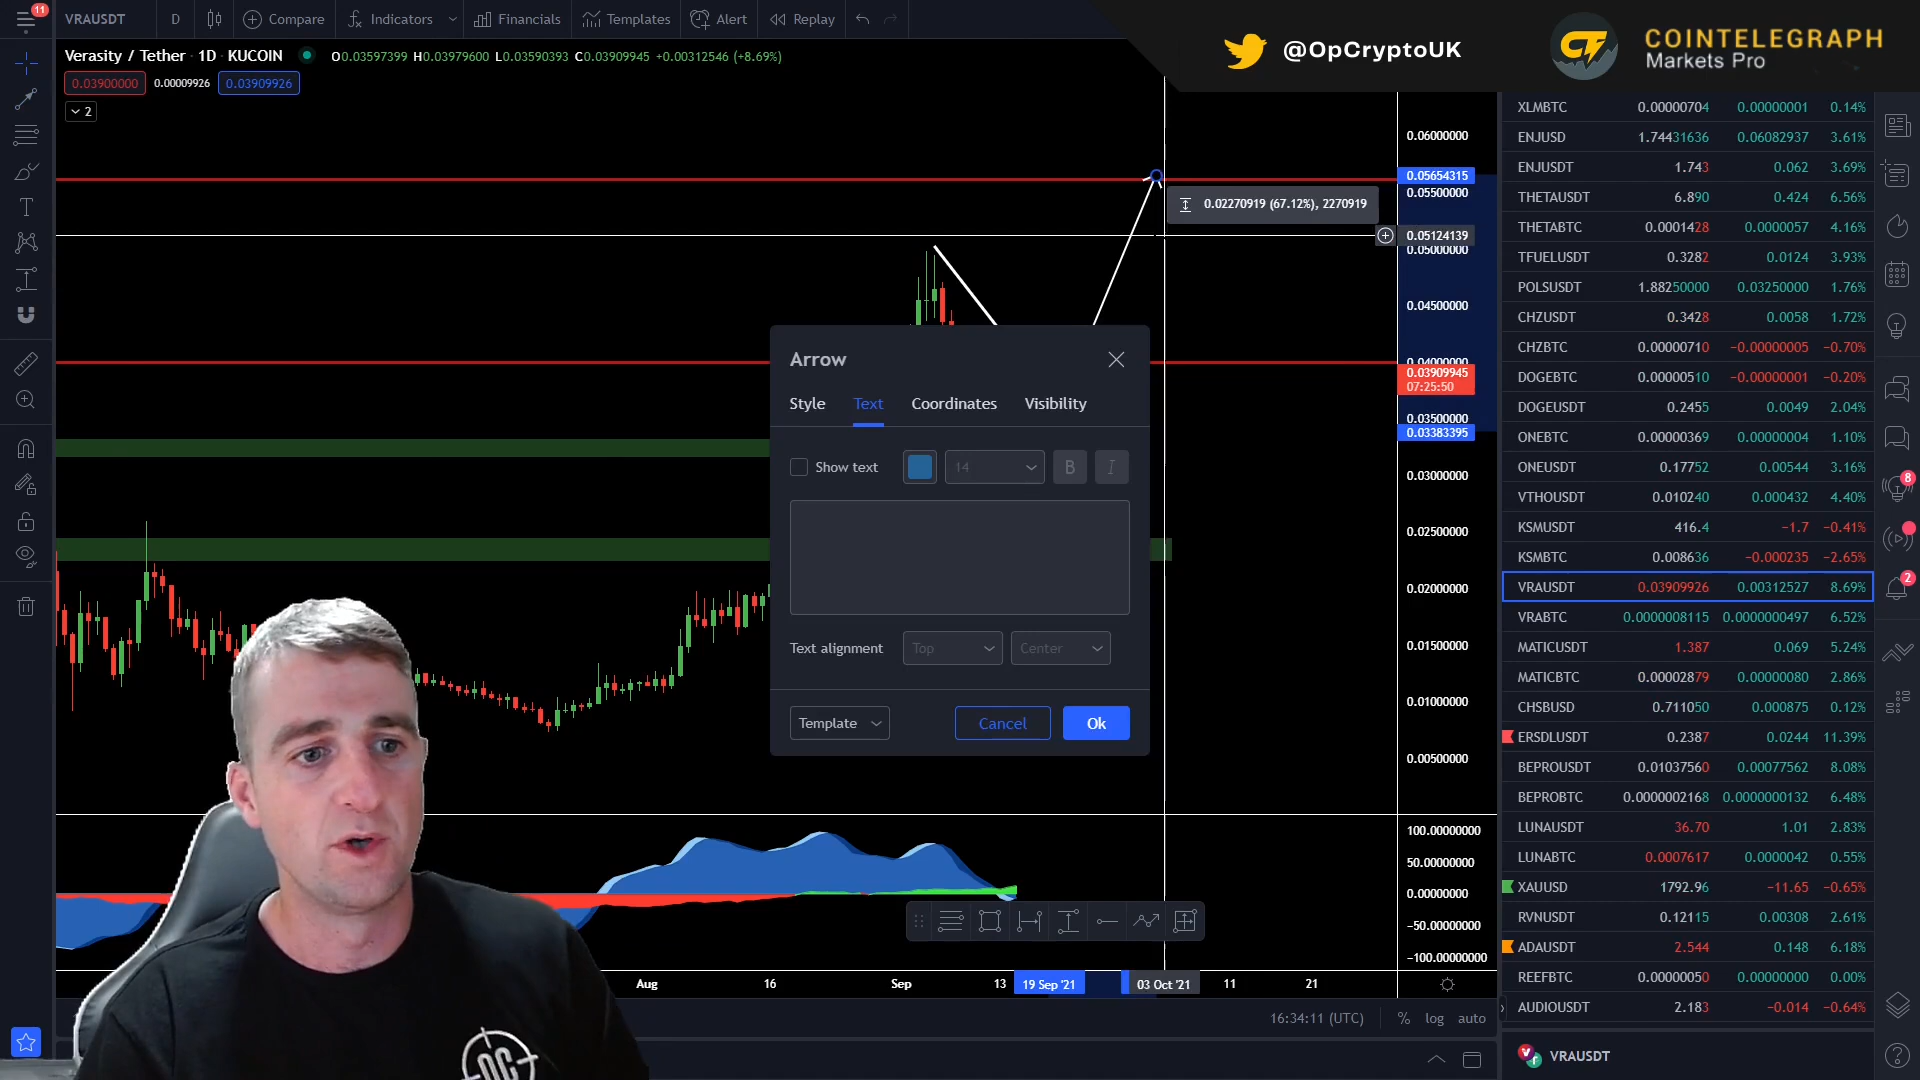 11
VRAUSDT
D
Compare
Indicators
Financials
Templates
Alert
Replay
@OpCryptoUK
COINTELEGRAPH
Markets Pro
Verasity / Tether · 1D · KUCOIN
O0.03597399 H0.03979600 L0.03590393 C0.03909945 +0.00312546 (+8.69%)
0.03900000
0.00009926
0.03909926
2
0.06000000
0.05654315
0.05500000
0.05124139
0.05000000
0.04500000
0.04000000
0.03909945
07:25:50
0.03500000
0.03383395
0.03000000
0.02500000
0.02000000
0.01500000
0.01000000
0.00500000
100.00000000
50.00000000
0.00000000
−50.00000000
−100.00000000
0.02270919 (67.12%), 2270919
Arrow
Style
Text
Coordinates
Visibility
Show text
14
B
I
Text alignment
Top
Center
Template
Cancel
Ok
Aug
16
Sep
13
19 Sep '21
03 Oct '21
11
21
16:34:11 (UTC)
%
log
auto
XLMBTC 0.00000704 0.00000001 0.14%
ENJUSD 1.74431636 0.06082937 3.61%
ENJUSDT 1.743 0.062 3.69%
THETAUSDT 6.890 0.424 6.56%
THETABTC 0.0001428 0.0000057 4.16%
TFUELUSDT 0.3282 0.0124 3.93%
POLSUSDT 1.88250000 0.03250000 1.76%
CHZUSDT 0.3428 0.0058 1.72%
CHZBTC 0.00000710 −0.00000005 −0.70%
DOGEBTC 0.00000510 −0.00000001 −0.20%
DOGEUSDT 0.2455 0.0049 2.04%
ONEBTC 0.00000369 0.00000004 1.10%
ONEUSDT 0.17752 0.00544 3.16%
VTHOUSDT 0.010240 0.000432 4.40%
KSMUSDT 416.4 −1.7 −0.41%
KSMBTC 0.008636 −0.000235 −2.65%
VRAUSDT 0.03909926 0.00312527 8.69%
VRABTC 0.0000008115 0.0000000497 6.52%
MATICUSDT 1.387 0.069 5.24%
MATICBTC 0.00002879 0.00000080 2.86%
CHSBUSD 0.711050 0.000875 0.12%
ERSDLUSDT 0.2387 0.0244 11.39%
BEPROUSDT 0.01037560 0.00077562 8.08%
BEPROBTC 0.0000002168 0.0000000132 6.48%
LUNAUSDT 36.70 1.01 2.83%
LUNABTC 0.0007617 0.0000042 0.55%
XAUUSD 1792.96 −11.65 −0.65%
RVNUSDT 0.12115 0.00308 2.61%
ADAUSDT 2.544 0.148 6.18%
REEFBTC 0.00000050 0.00000000 0.00%
AUDIOUSDT 2.183 −0.014 −0.64%
VRAUSDT
8
2
OC